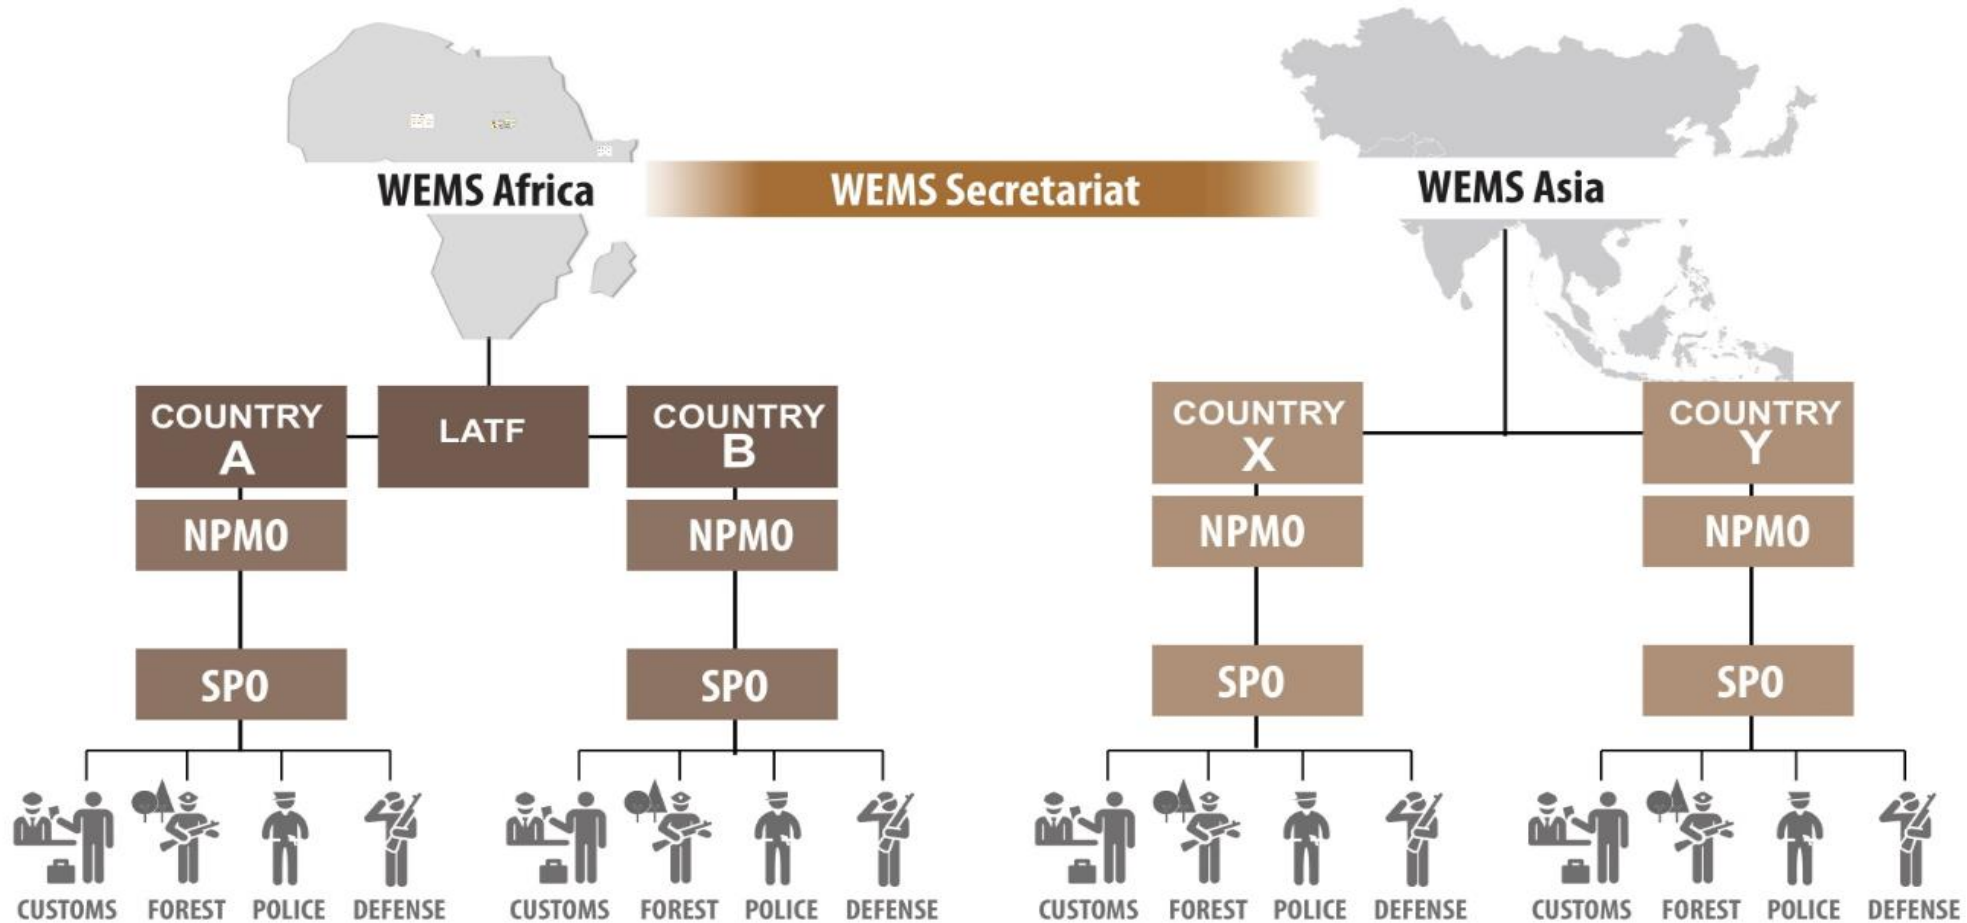 WEMS Africa
WEMS Secretariat
WEMS Asia
COUNTRY
A
LATF
COUNTRY
B
COUNTRY
X
COUNTRY
Y
NPMO
NPMO
NPMO
NPMO
SPO
SPO
SPO
SPO
CUSTOMS FOREST POLICE DEFENSE
CUSTOMS FOREST POLICE DEFENSE
CUSTOMS FOREST POLICE DEFENSE
CUSTOMS FOREST POLICE DEFENSE